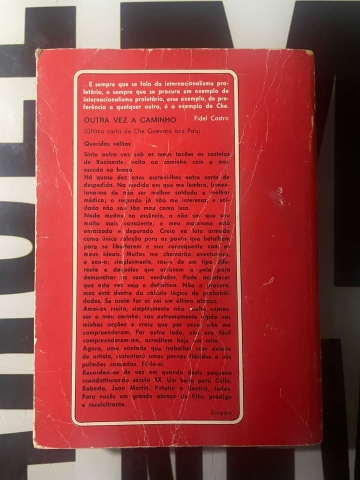 ... E sempre que se fala do internacionalismo pro-
letário, e sempre que se procura um exemplo de
internacionalismo proletário, esse exemplo, de pre-
ferência a qualquer outro, é o exemplo do Che.
Fidel Castro
OUTRA VEZ A CAMINHO
(Última carta de Che Guevara aos Pais)
Queridos velhos:
Sinto outra vez sob os meus tacões as costelas
de Rocinante; volto ao caminho com o meu
escudo no braço.
Há quase dez anos escrevi-lhes outra carta de
despedida. Na medida em que me lembro, lamen-
tava-me de não ser melhor soldado e melhor
médico; o segundo já não me interessa, e sol-
dado não sou tão mau como isso.
Nada mudou na essência, a não ser que sou
muito mais consciente, o meu marxismo está
enraizado e depurado. Creio na luta armada
como única solução para os povos que batalham
para se libertarem e sou consequente com os
meus ideais. Muitos me chamarão aventureiro,
e sou-o; simplesmente, sou-o de um tipo dife-
rente e daqueles que arriscam a pele para
demonstrar as suas verdades. Pode acontecer
que esta vez seja a definitiva. Não o procuro,
mas está dentro do cálculo lógico de probabili-
dades. Se assim for aí vai um último abraço.
Amei-os muito, simplesmente não soube expres-
sar o meu carinho; sou extremamente rígido nas
minhas acções e creio que por vezes não me
compreenderam. Por outro lado, não era fácil
compreenderem-me, acreditem hoje em mim.
Agora, uma vontade que trabalhei com deleite
de artista, sustentará umas pernas flácidas e uns
pulmões cansados. Fá-lo-ei.
Recordem-se de vez em quando deste pequeno
«condottiero» do século XX. Um beijo para Célia,
Roberto, Juan Martin, Pototin e Beatriz, todos.
Para vocês um grande abraço do filho pródigo
e recalcitrante.
Ernesto